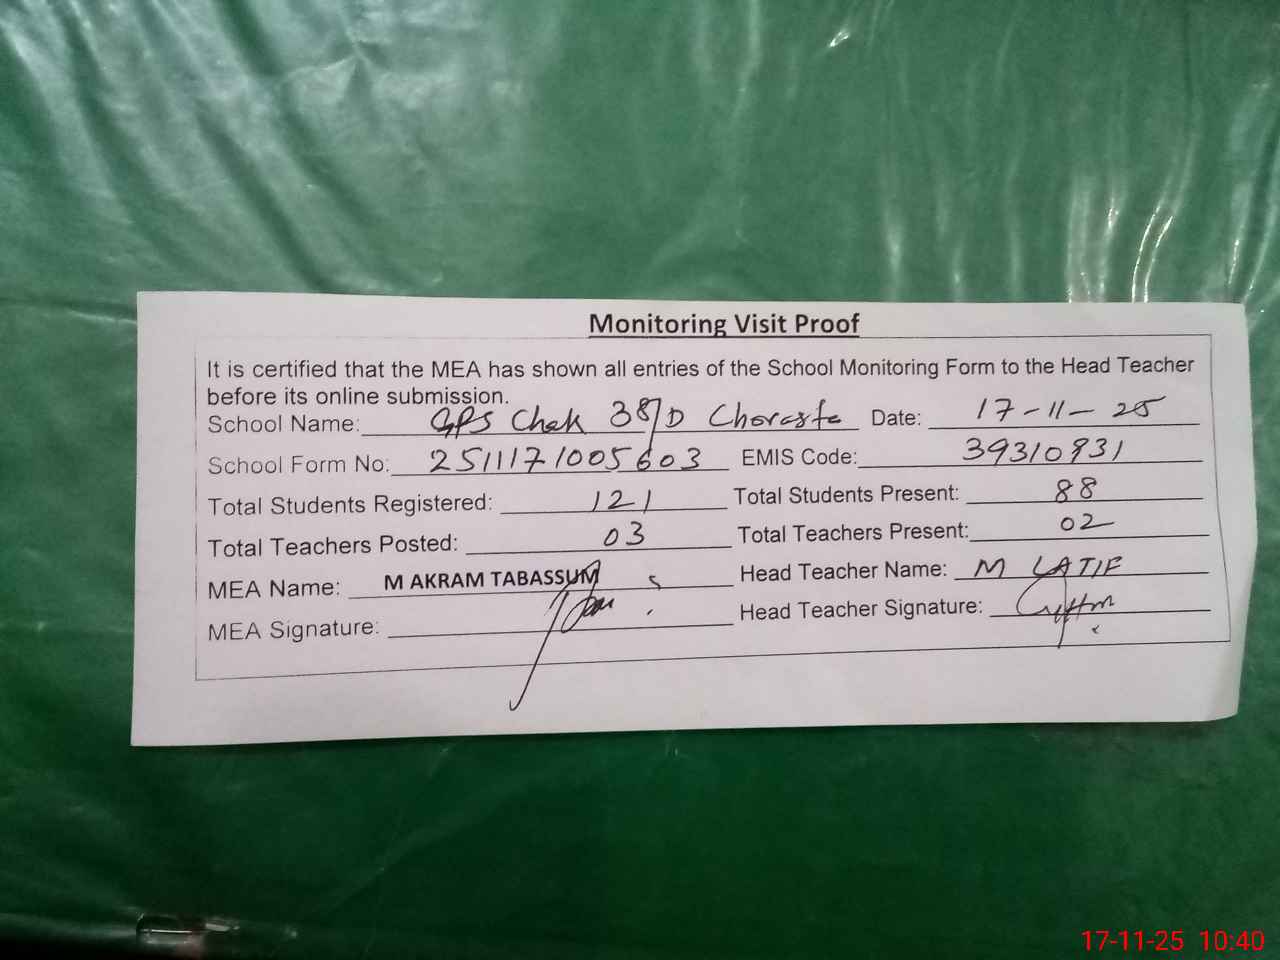 Monitoring Visit Proof
It is certified that the MEA has shown all entries of the School Monitoring Form to the Head Teacher
before its online submission.
School Name: GPS Chak 38/D Chorasta Date: 17-11-25
School Form No: 2511171005603 EMIS Code: 39310931
Total Students Registered: 121 Total Students Present: 88
Total Teachers Posted: 03 Total Teachers Present: 02
MEA Name: M AKRAM TABASSUM Head Teacher Name: M LATIF
MEA Signature: Head Teacher Signature:
17-11-25 10:40